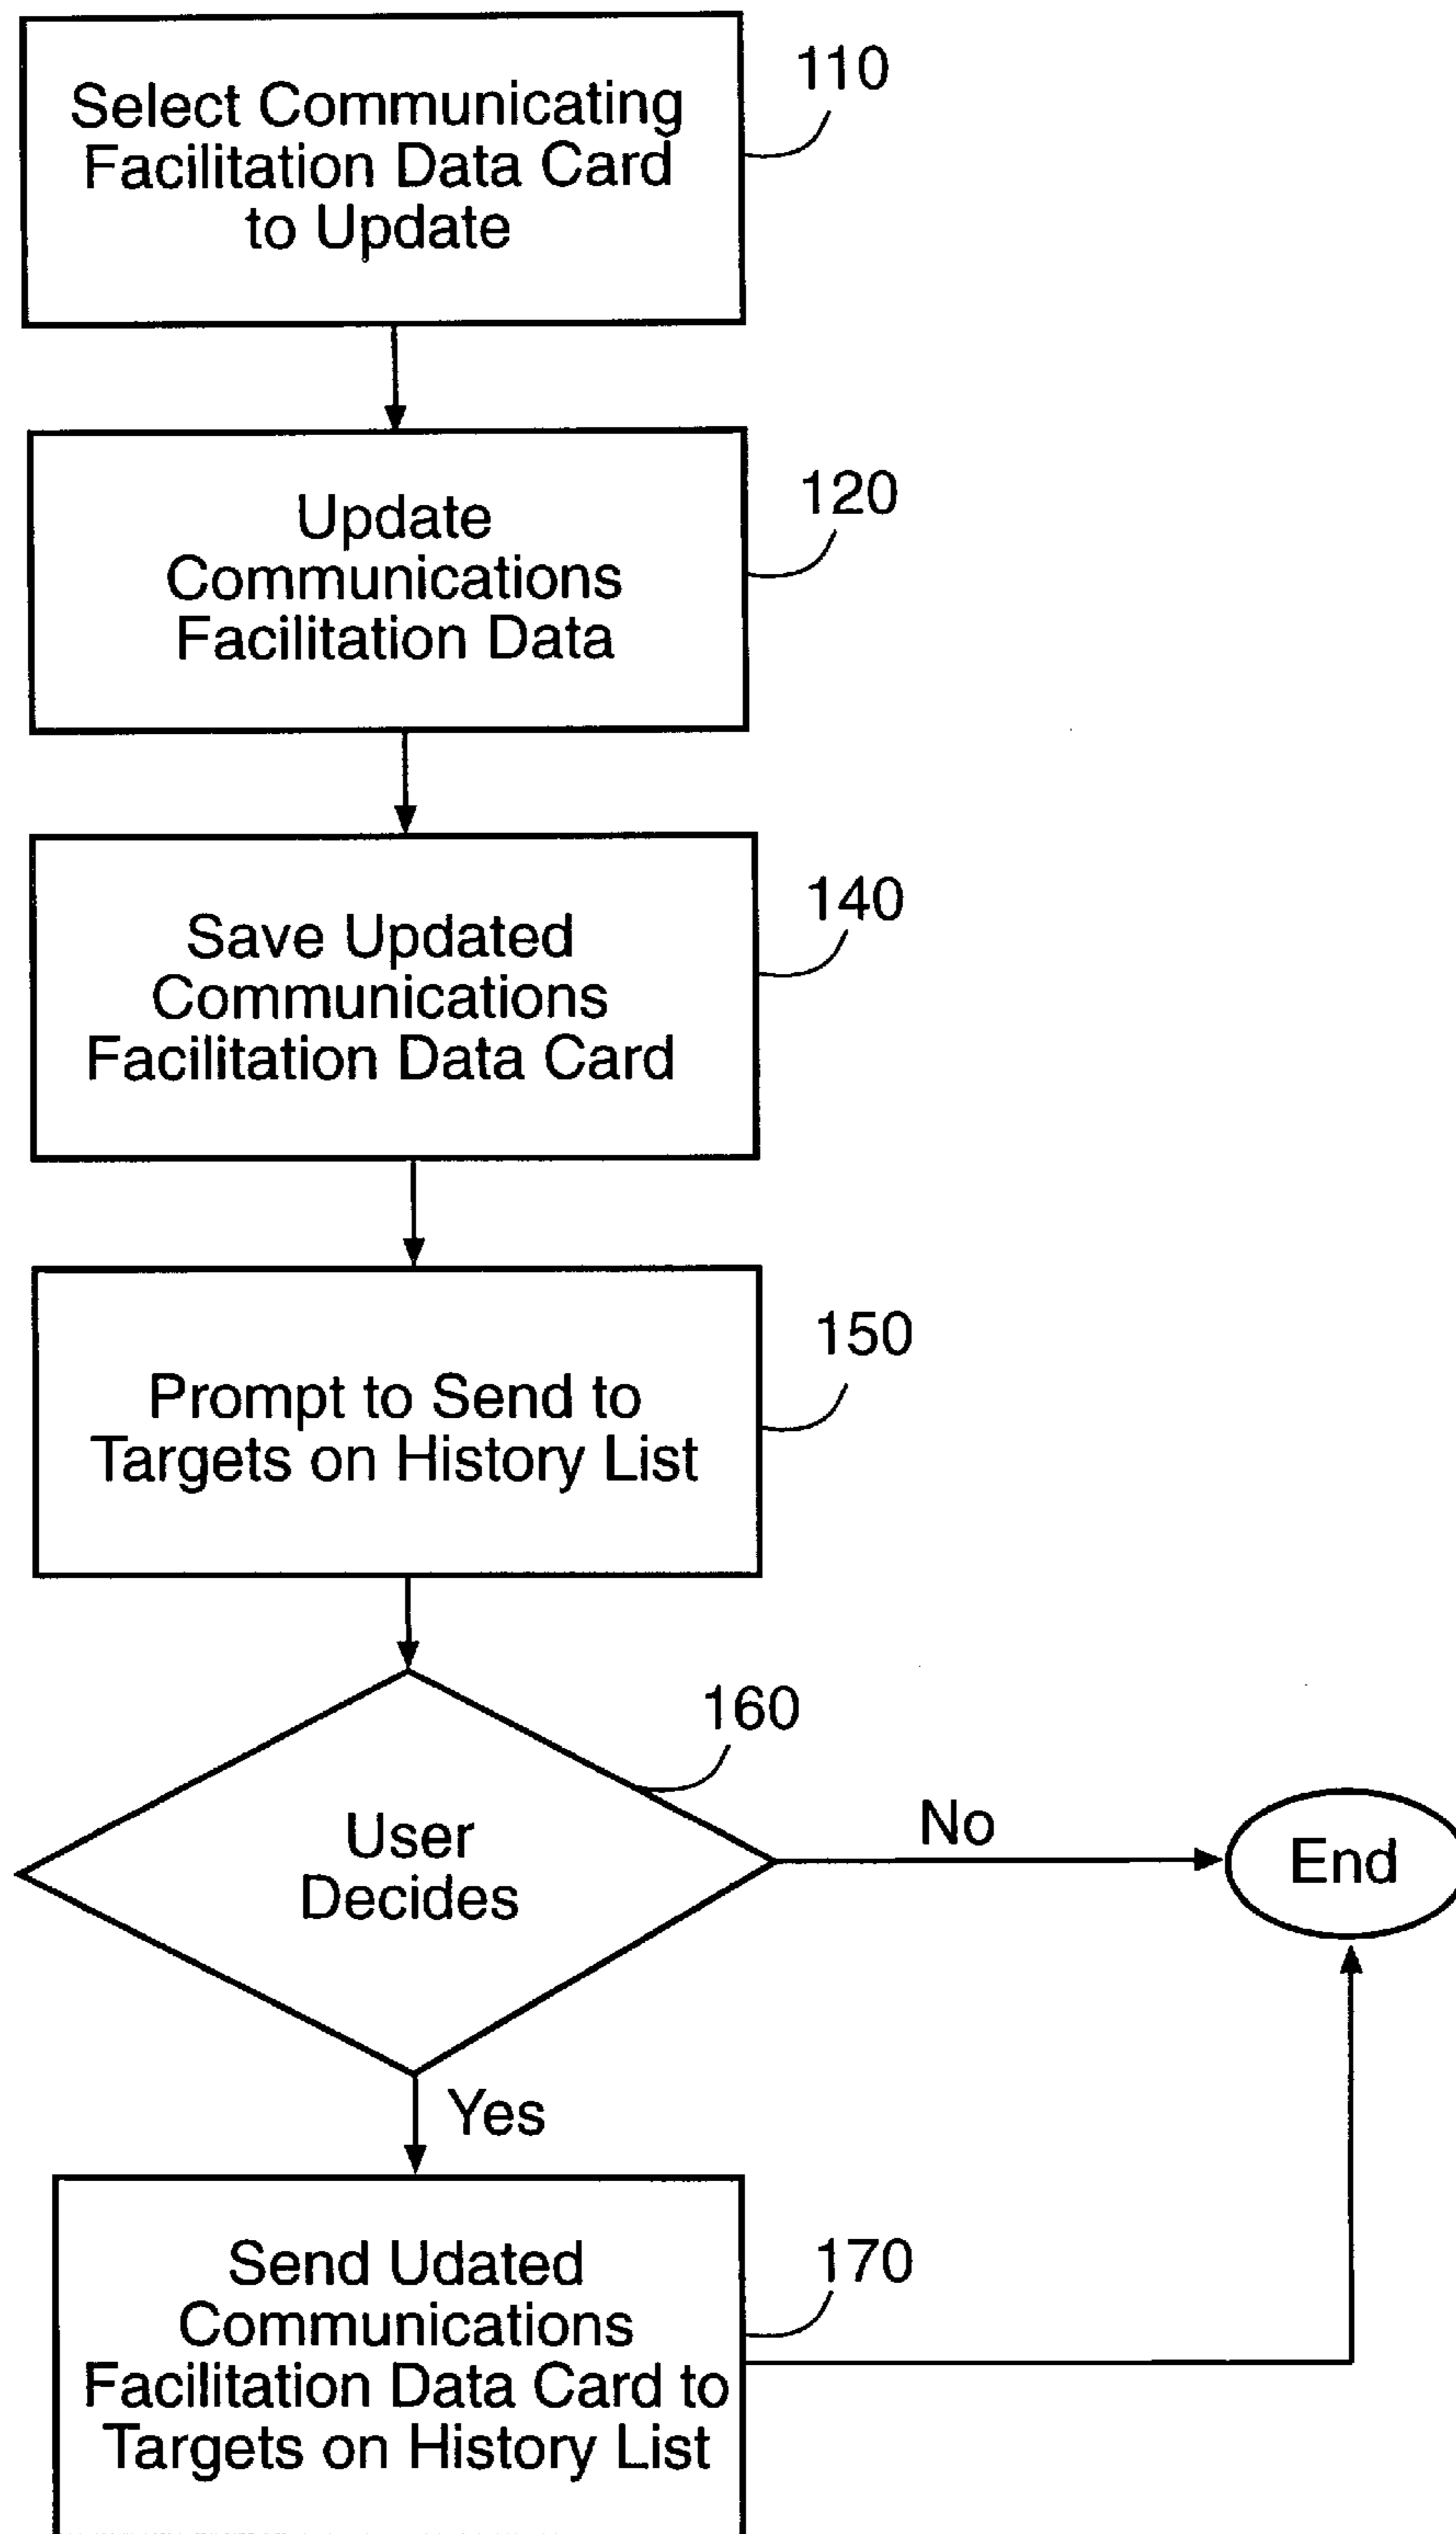 Select Communicating
Facilitation Data Card
to Update
110
Update
Communications
Facilitation Data
120
Save Updated
Communications
Facilitation Data Card
140
Prompt to Send to
Targets on History List
150
160
User
Decides
No
End
Yes
Send Udated
Communications
Facilitation Data Card to
Targets on History List
170